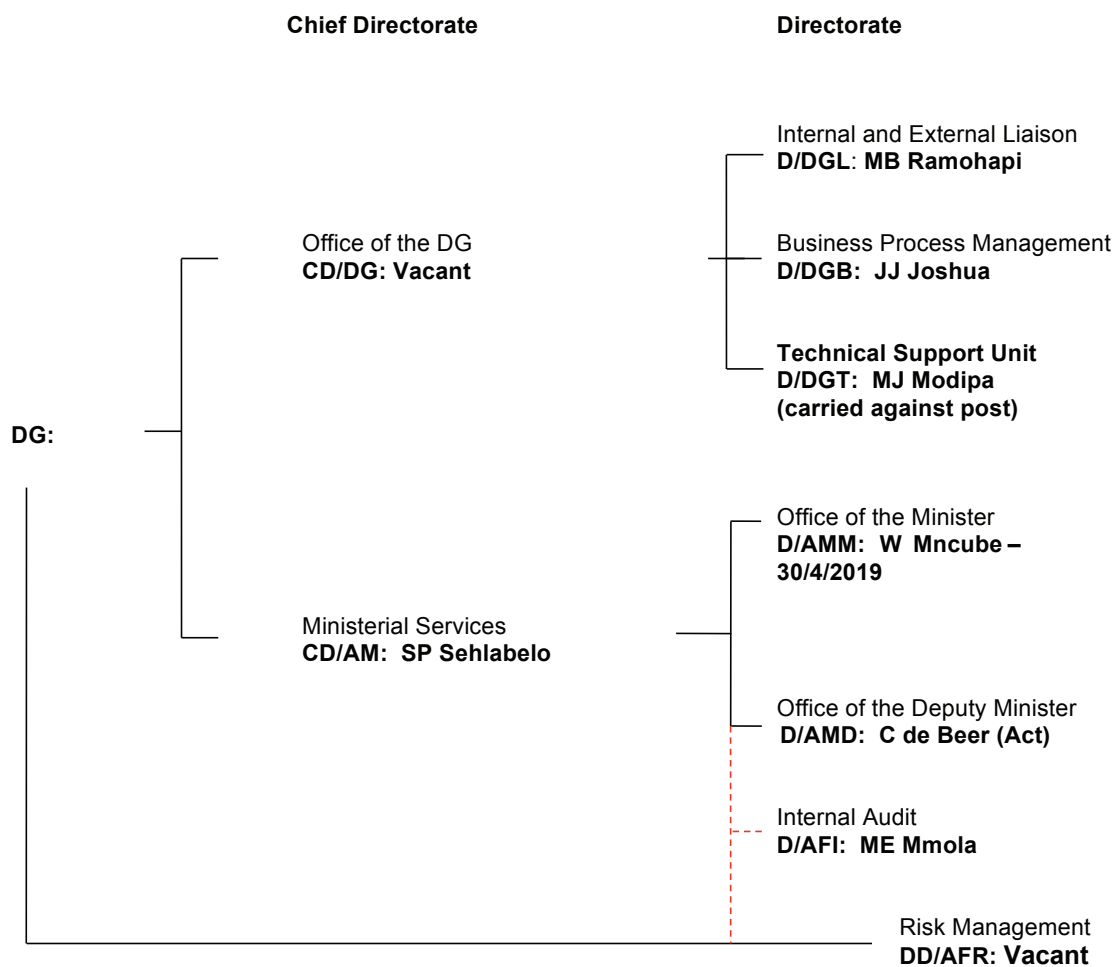 Chief Directorate
Directorate
Internal and External Liaison
D/DGL: MB Ramohapi
Office of the DG
CD/DG: Vacant
Business Process Management
D/DGB: JJ Joshua
Technical Support Unit
D/DGT: MJ Modipa
(carried against post)
DG:
Office of the Minister
D/AMM: W Mncube –
30/4/2019
Ministerial Services
CD/AM: SP Sehlabelo
Office of the Deputy Minister
D/AMD: C de Beer (Act)
Internal Audit
D/AFI: ME Mmola
Risk Management
DD/AFR: Vacant